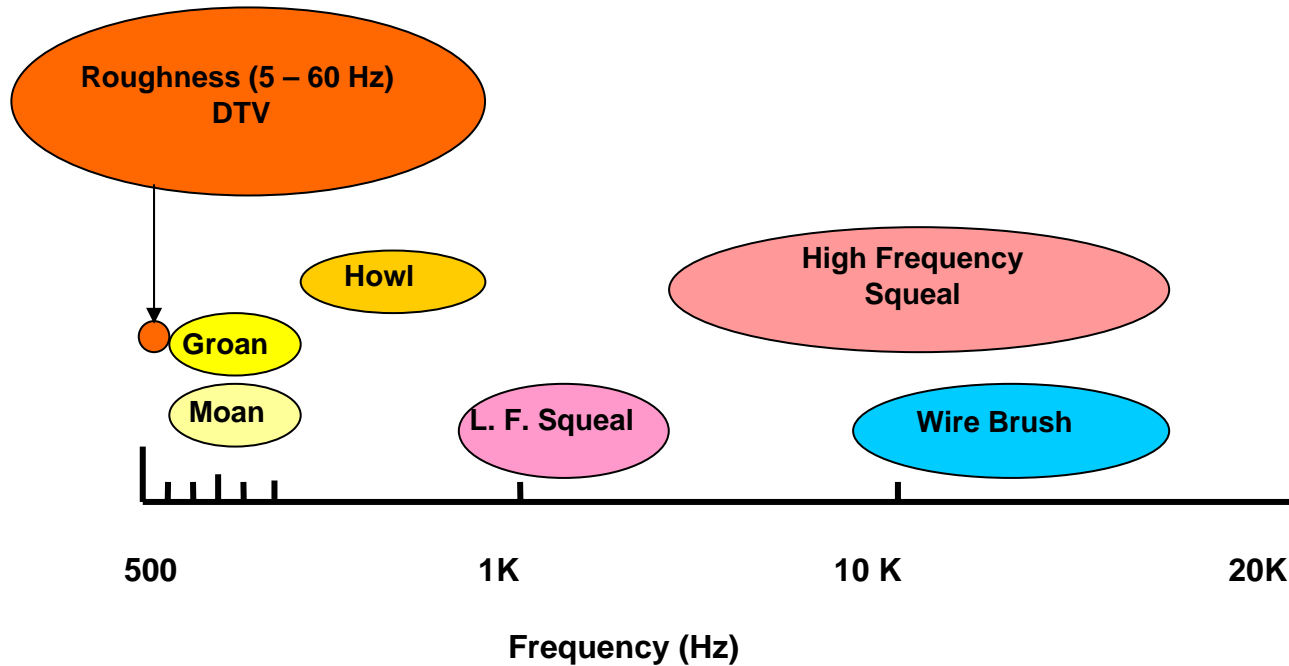 Roughness (5 – 60 Hz)
DTV
Howl
High Frequency
Squeal
Groan
Moan
L. F. Squeal
Wire Brush
500
1K
10 K
20K
Frequency (Hz)